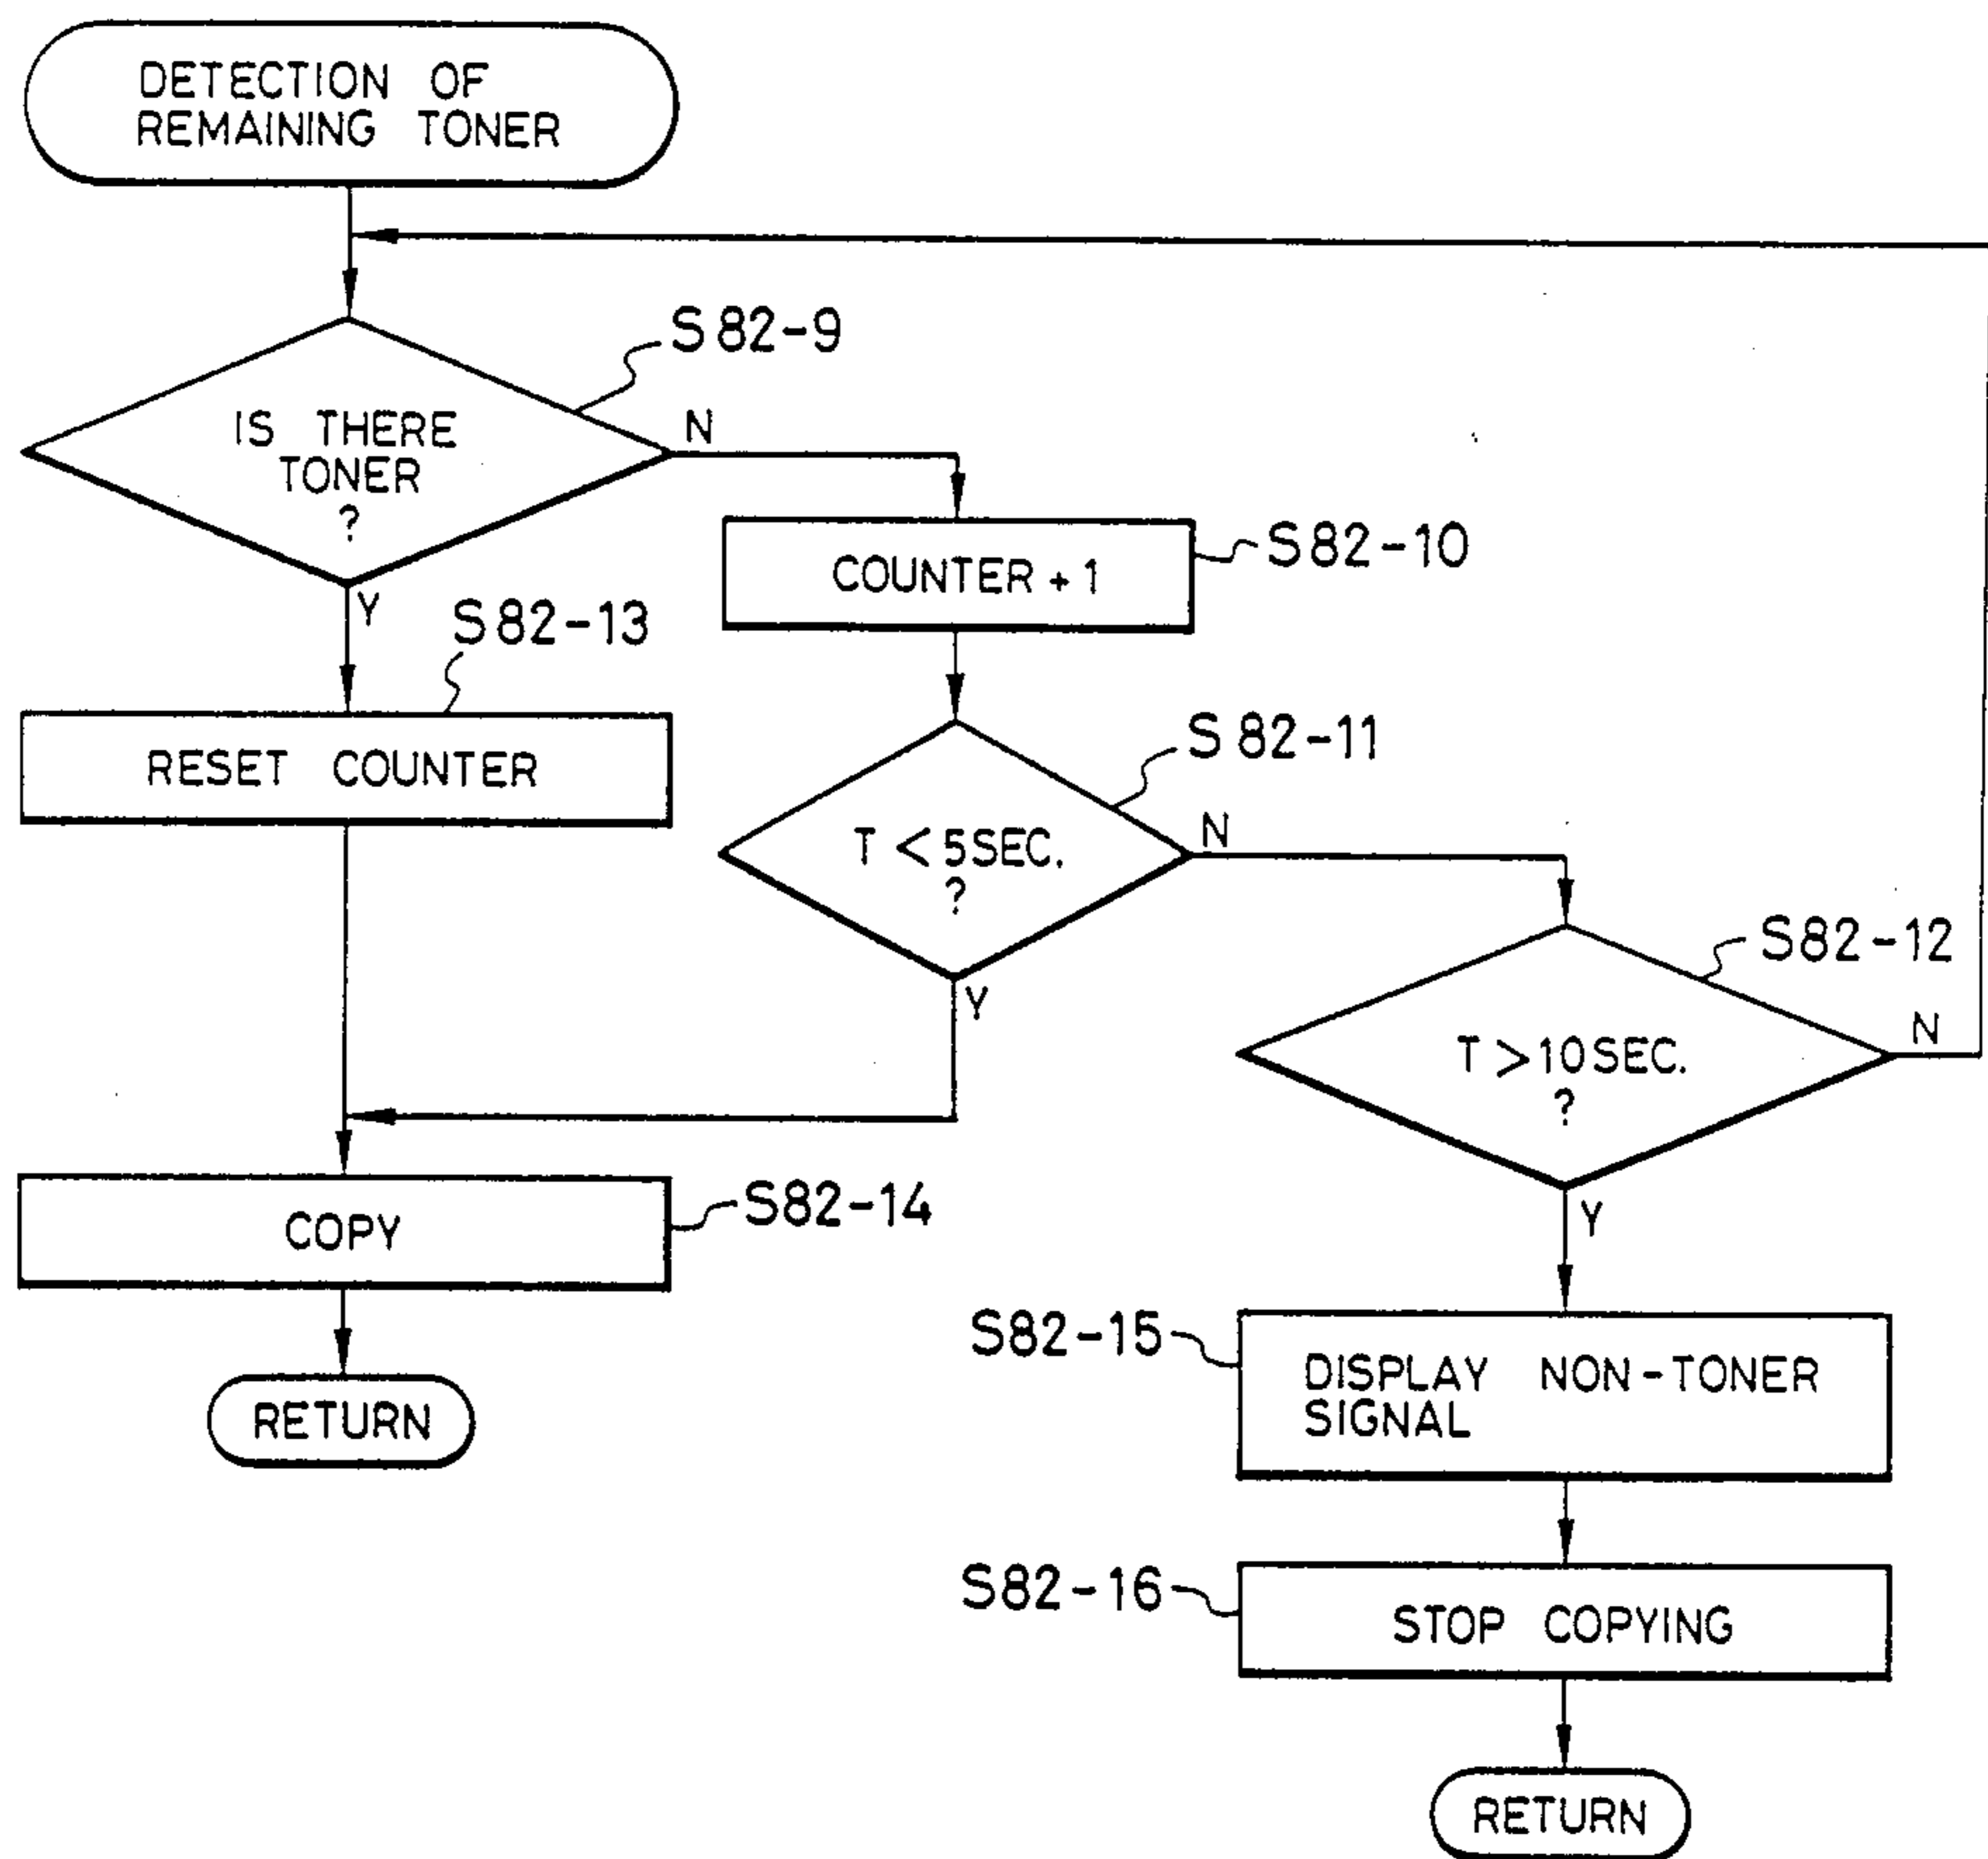 DETECTION OF
REMAINING TONER
S82-9
IS THERE
TONER
?
N
Y
COUNTER + 1
S82-10
S82-13
RESET COUNTER
S82-11
T < 5SEC.
?
N
Y
S82-12
T > 10SEC.
?
N
Y
COPY
S82-14
RETURN
S82-15
DISPLAY NON-TONER
SIGNAL
S82-16
STOP COPYING
RETURN